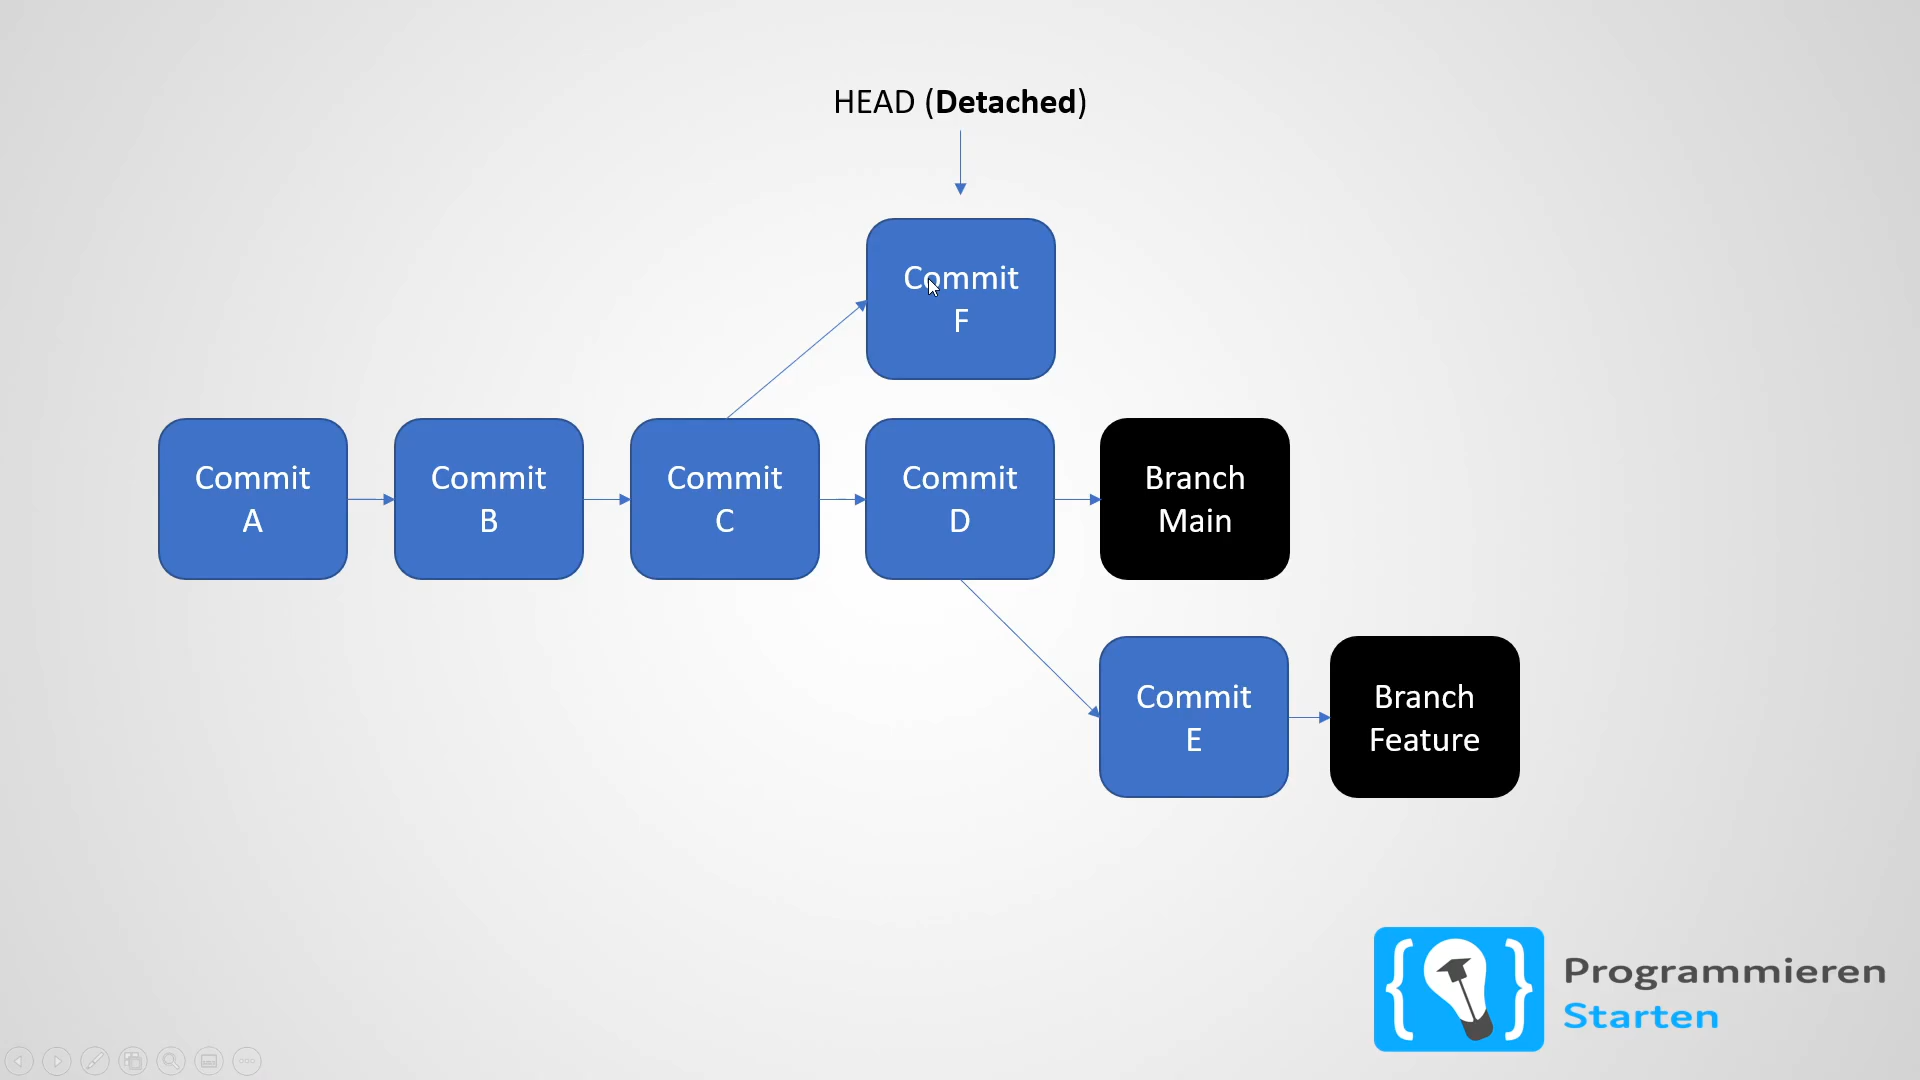 HEAD (Detached)
Commit
F
Commit
A
Commit
B
Commit
C
Commit
D
Branch
Main
Commit
E
Branch
Feature
Programmieren
Starten